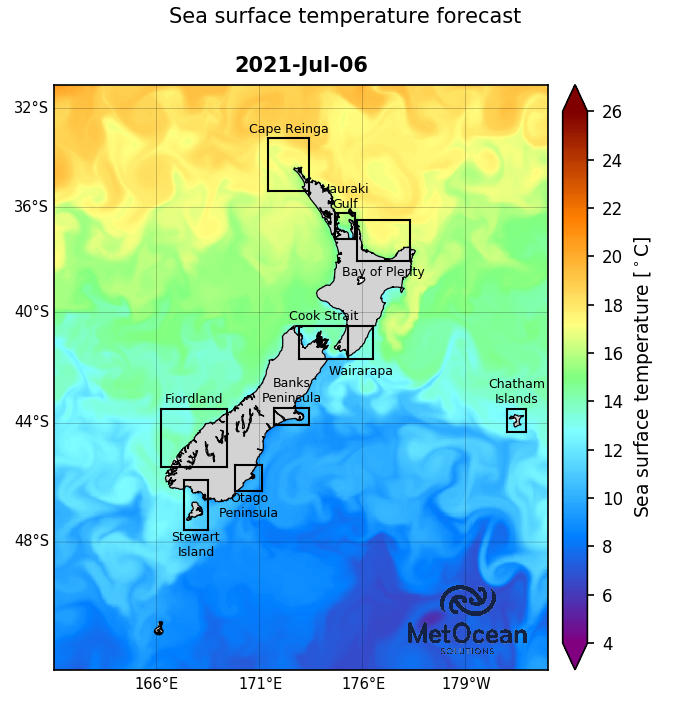 Sea surface temperature forecast
2021-Jul-06
32°S
36°S
40°S
44°S
48°S
166°E
171°E
176°E
179°W
Cape Reinga
Hauraki
Gulf
Bay of Plenty
Cook Strait
Wairarapa
Banks
Peninsula
Fiordland
Chatham
Islands
Otago
Peninsula
Stewart
Island
MetOcean
SOLUTIONS
26
24
22
20
18
16
14
12
10
8
6
4
Sea surface temperature [°C]